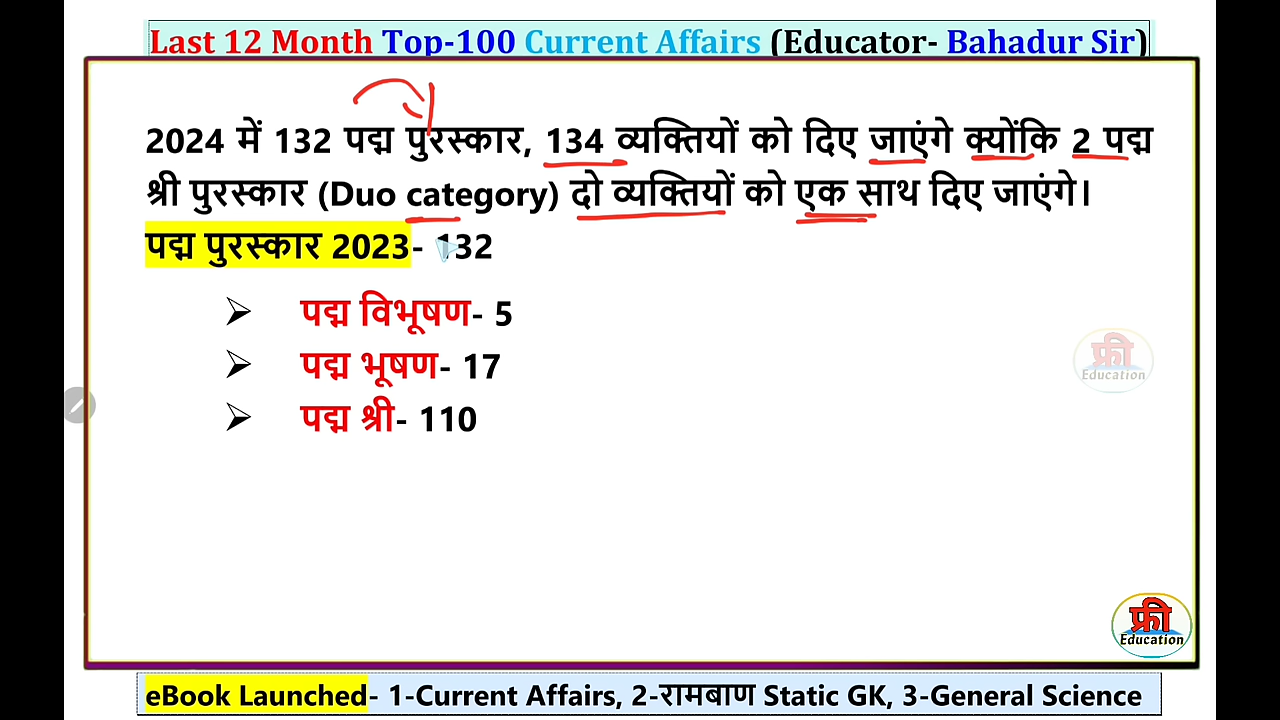 Last 12 Month Top-100 Current Affairs (Educator- Bahadur Sir)
2024 में 132 पद्म पुरस्कार, 134 व्यक्तियों को दिए जाएंगे क्योंकि 2 पद्म
श्री पुरस्कार (Duo category) दो व्यक्तियों को एक साथ दिए जाएंगे।
पद्म पुरस्कार 2023- 132
पद्म विभूषण- 5
पद्म भूषण- 17
फ्री
Education
पद्म श्री- 110
फ्री
Education
eBook Launched- 1-Current Affairs, 2-रामबाण Static GK, 3-General Science